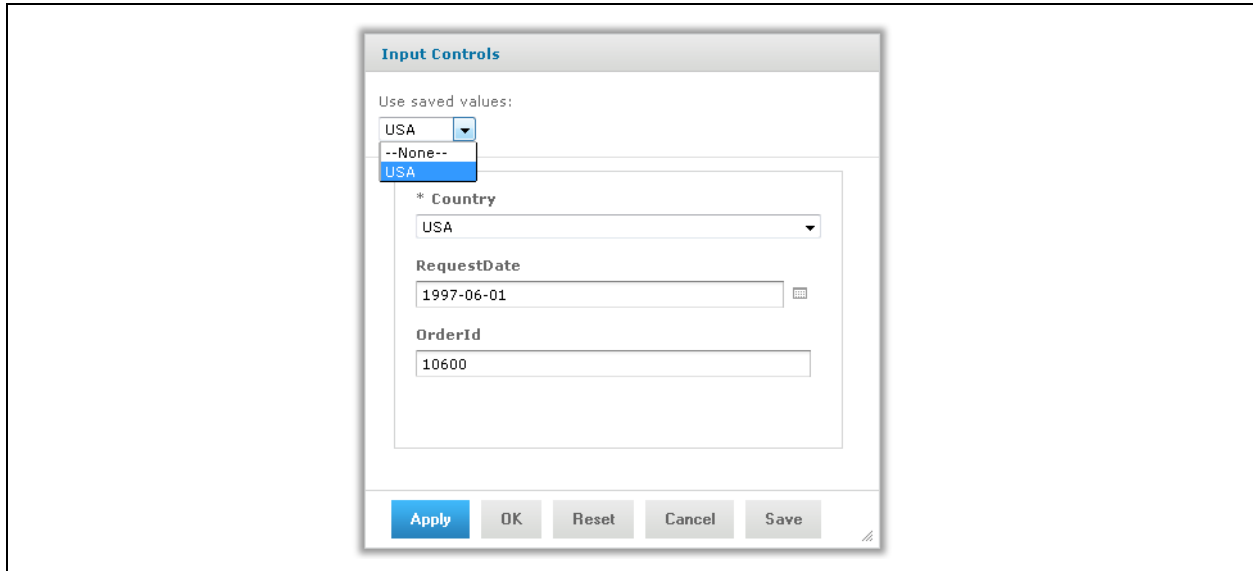 Input Controls
Use saved values:
USA
--None--
USA
* Country
USA
RequestDate
1997-06-01
OrderId
10600
Apply OK Reset Cancel Save